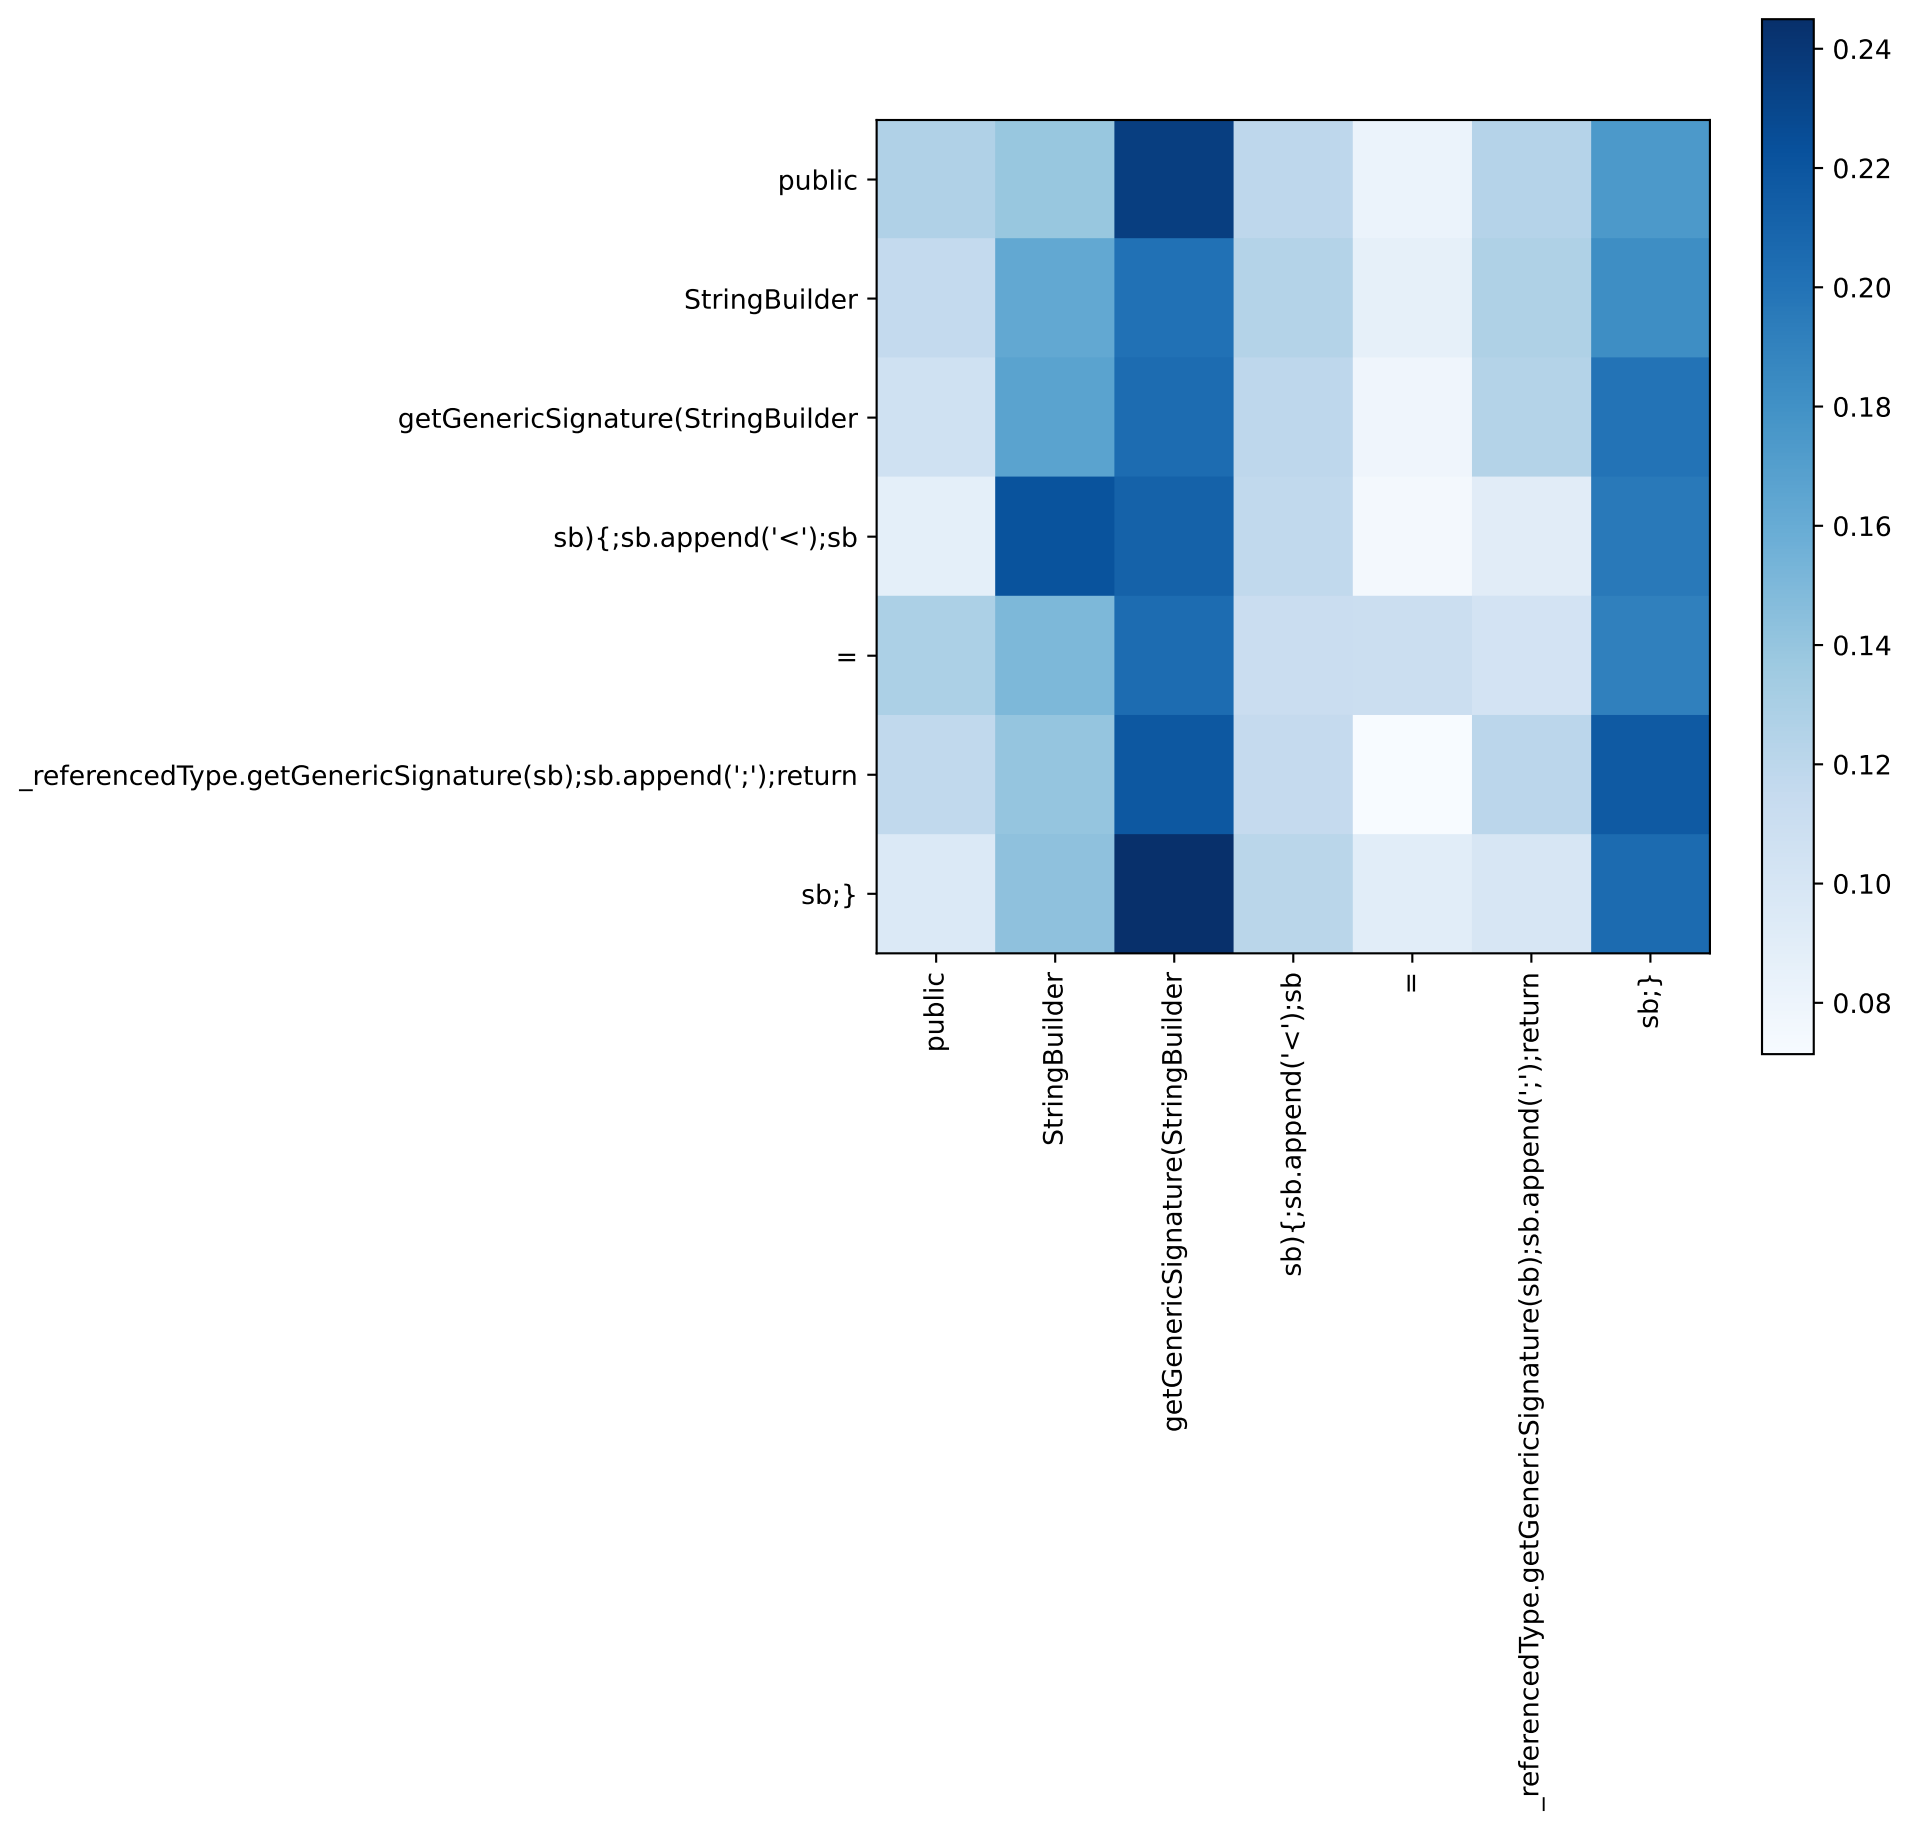 public
StringBuilder
getGenericSignature(StringBuilder
sb){;sb.append('<');sb
=
_referencedType.getGenericSignature(sb);sb.append(';');return
sb;}
public
StringBuilder
getGenericSignature(StringBuilder
sb){;sb.append('<');sb
=
_referencedType.getGenericSignature(sb);sb.append(';');return
sb;}
0.24
0.22
0.20
0.18
0.16
0.14
0.12
0.10
0.08